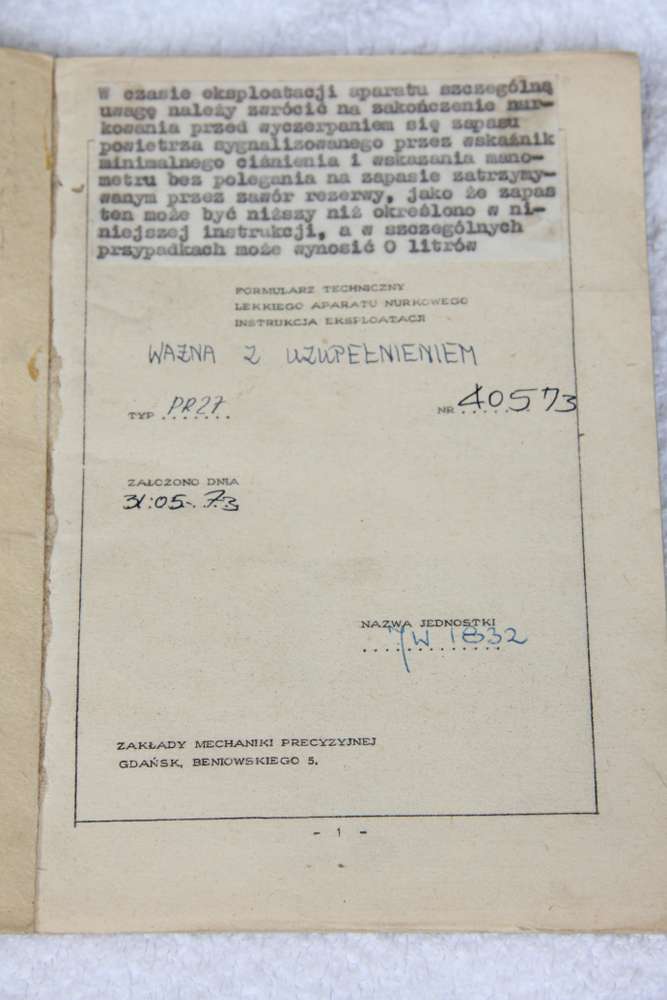 W czasie eksploatacji aparatu szczególną
uwagę należy zwrócić na zakończenie nur-
kowania przed wyczerpaniem się zapasu
powietrza sygnalizowanego przez wskaźnik
minimalnego ciśnienia i wskazania mano-
metru bez polegania na zapasie zatrzymy-
wanym przez zawór rezerwy, jako że zapas
ten może być niższy niż określono w ni-
niejszej instrukcji, a w szczególnych
przypadkach może wynosić 0 litrów
FORMULARZ TECHNICZNY
LEKKIEGO APARATU NURKOWEGO
INSTRUKCJA EKSPLOATACJI
WAŻNA Z UZUPEŁNIENIEM
TYP PR27 NR 40573
ZAŁOŻONO DNIA
31.05.73
NAZWA JEDNOSTKI
JW 1832
ZAKŁADY MECHANIKI PRECYZYJNEJ
GDAŃSK, BENIOWSKIEGO 5.
- 1 -